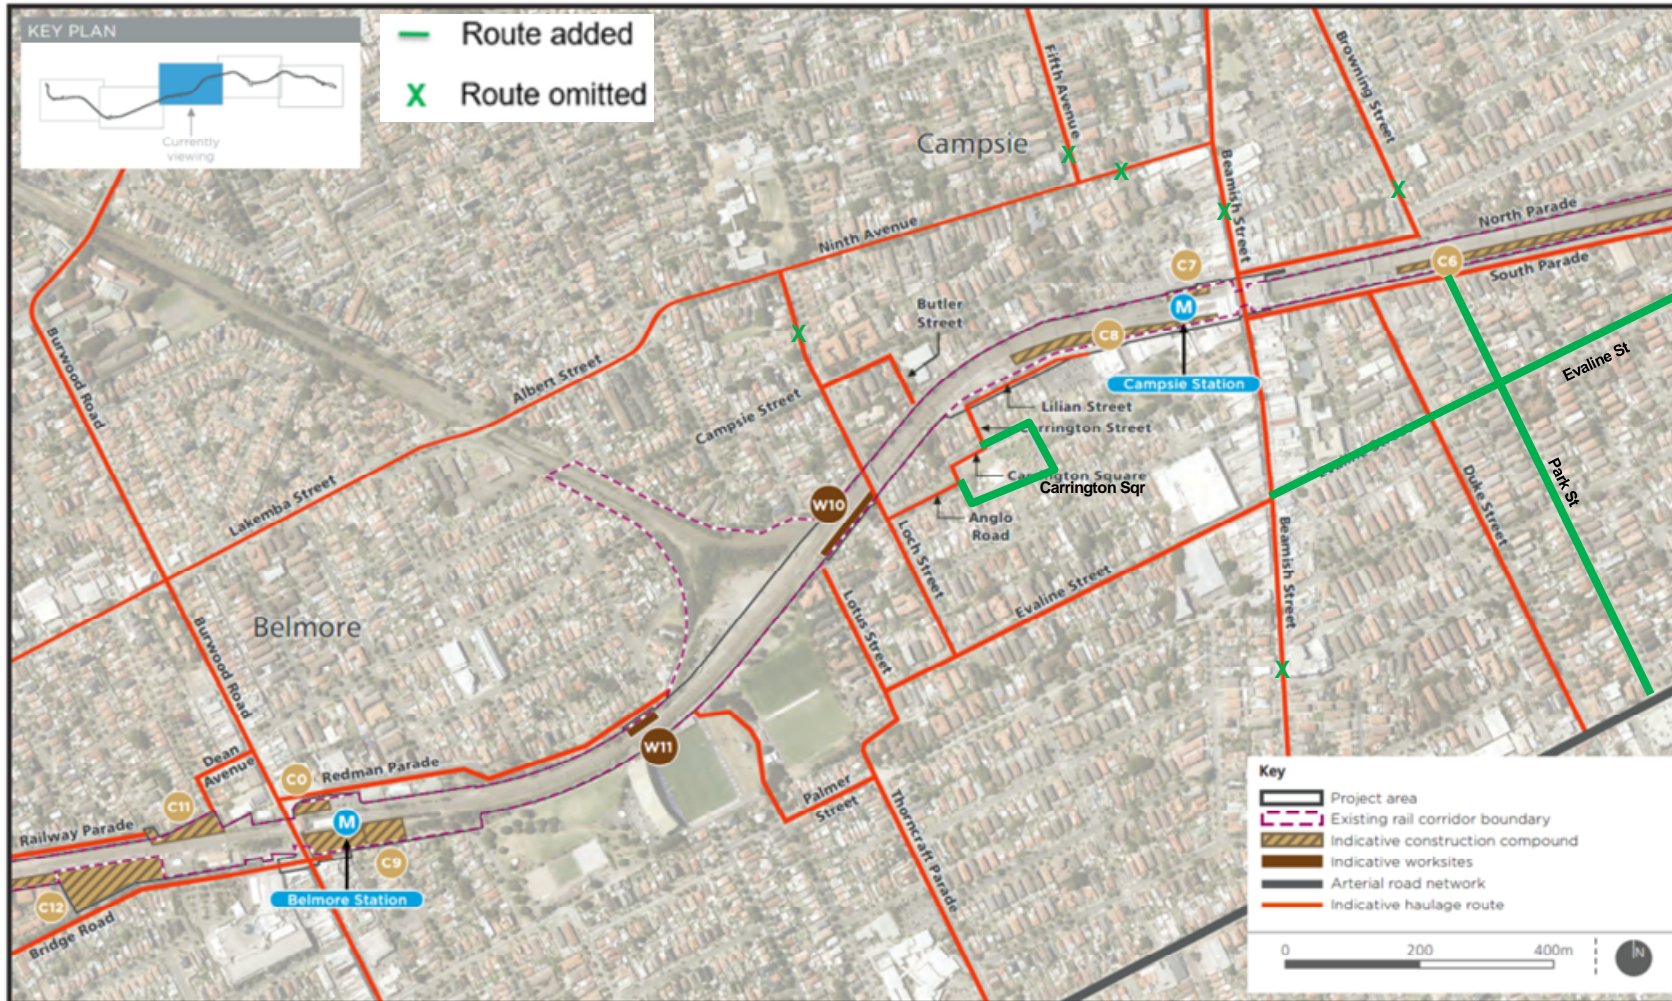 KEY PLAN
Currently
viewing
Route added
X Route omitted
Campsie
Fifth Avenue
Beamish Street
Browning Street
North Parade
South Parade
Ninth Avenue
X
X
X
X
X
X
C7
C6
M
C8
Campsie Station
Butler
Street
Evaline St
Albert Street
Campsie Street
Lilian Street
rrington Street
Burwood Road
Carrington Square
Carrington Sqr
Park St
Duke Street
Lakemba Street
W10
Anglo
Road
Loch Street
Beamish Street
Evaline Street
Lotus Street
Belmore
Burwood Road
W11
Dean
Avenue
C0
Redman Parade
Palmer
Street
C11
Railway Parade
M
C9
Thorncraft Parade
Belmore Station
C12
Bridge Road
Key
Project area
Existing rail corridor boundary
Indicative construction compound
Indicative worksites
Arterial road network
Indicative haulage route
0 200 400m
N